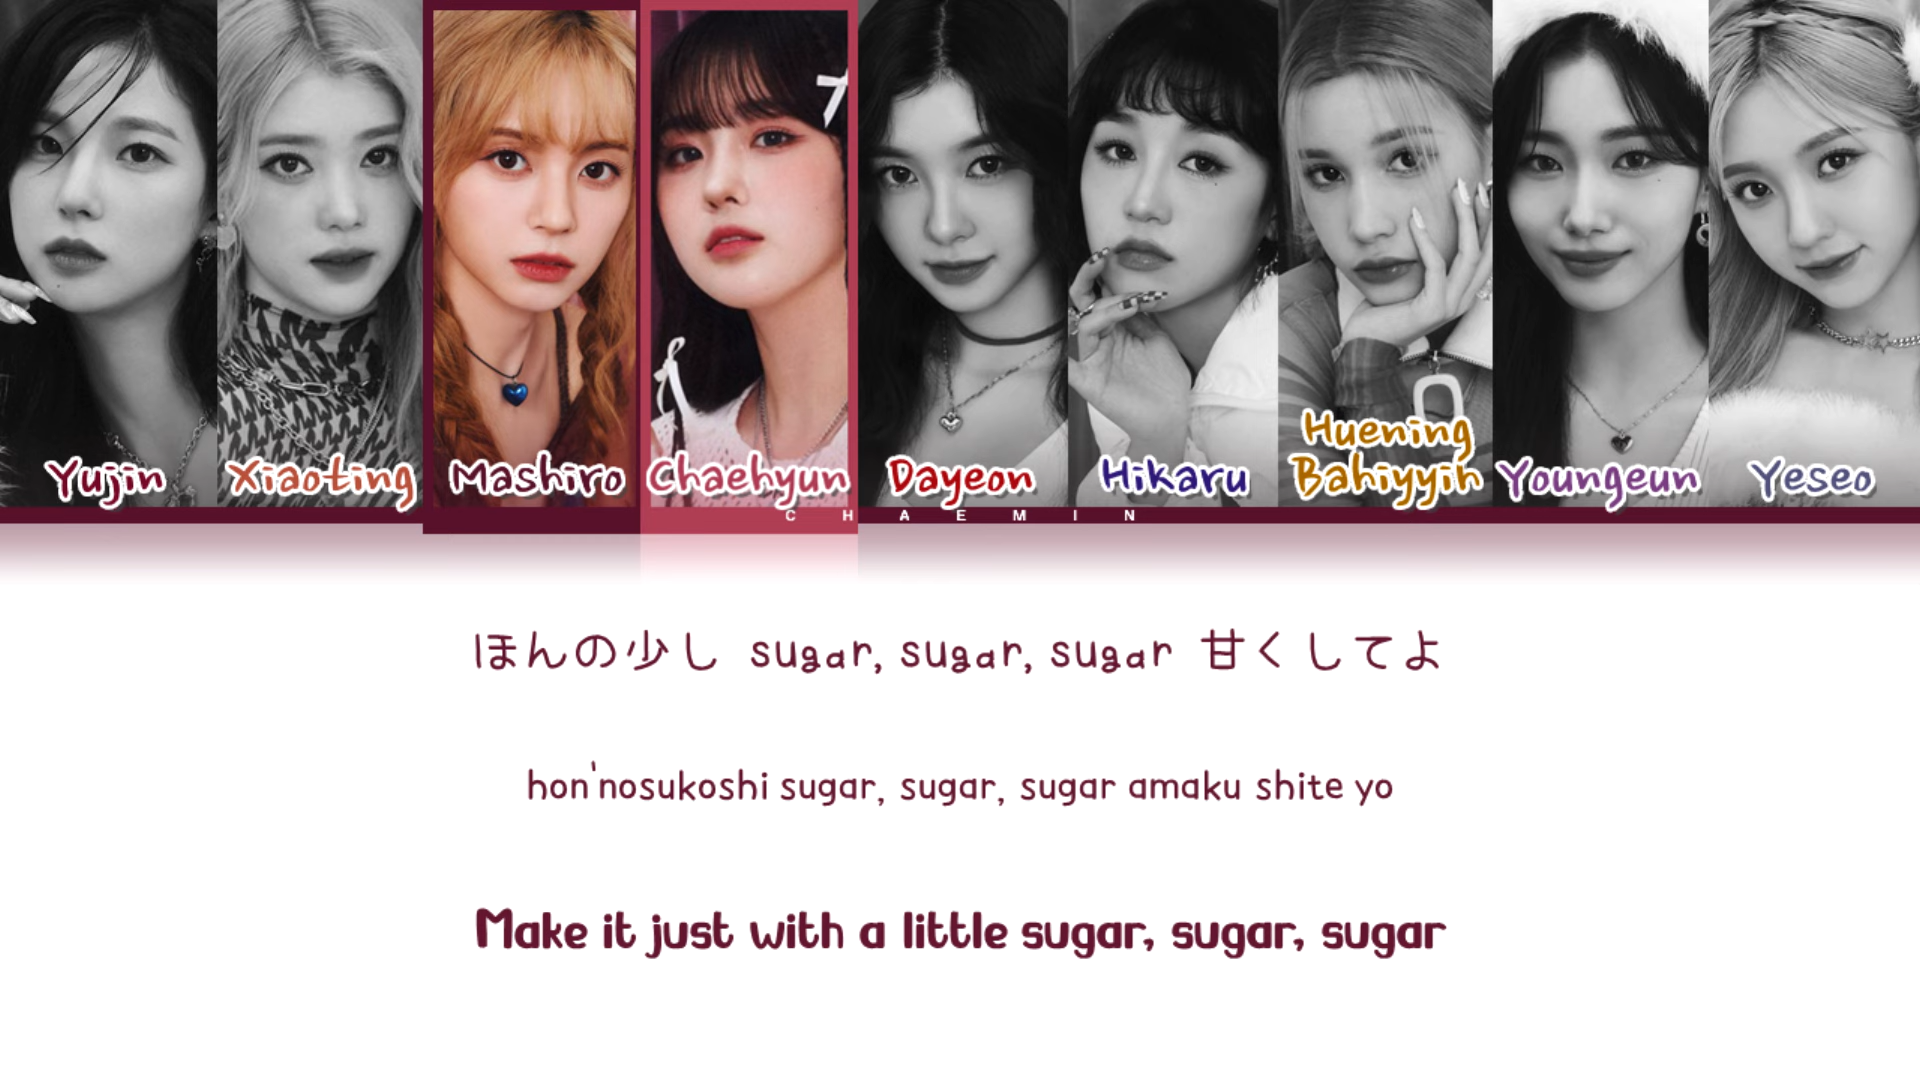 Yujin
Xiaoting
Mashiro
Chaehyun
Dayeon
Hikaru
Huening
Bahiyyih
Youngeun
Yeseo
CHAEMIN
ほんの少し sugar, sugar, sugar 甘くしてよ
hon'nosukoshi sugar, sugar, sugar amaku shite yo
Make it just with a little sugar, sugar, sugar